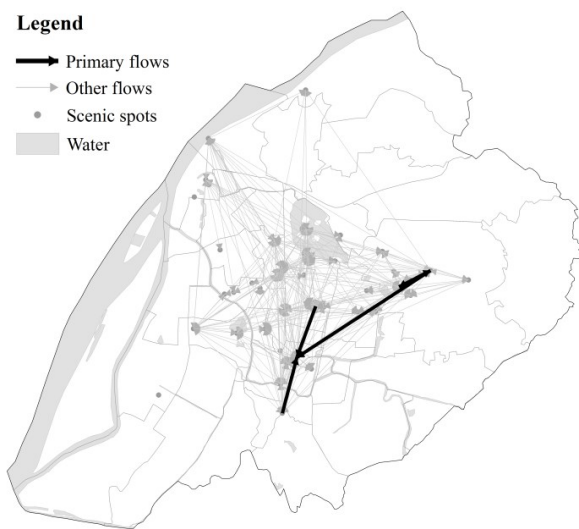 Legend
Primary flows
Other flows
Scenic spots
Water